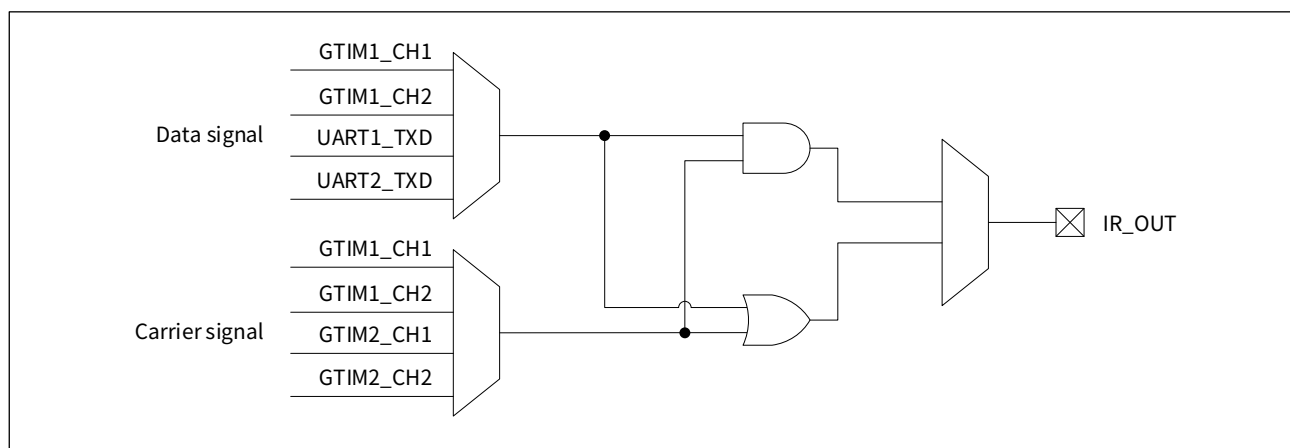 GTIM1_CH1
GTIM1_CH2
Data signal
UART1_TXD
UART2_TXD
GTIM1_CH1
GTIM1_CH2
Carrier signal
GTIM2_CH1
GTIM2_CH2
IR_OUT